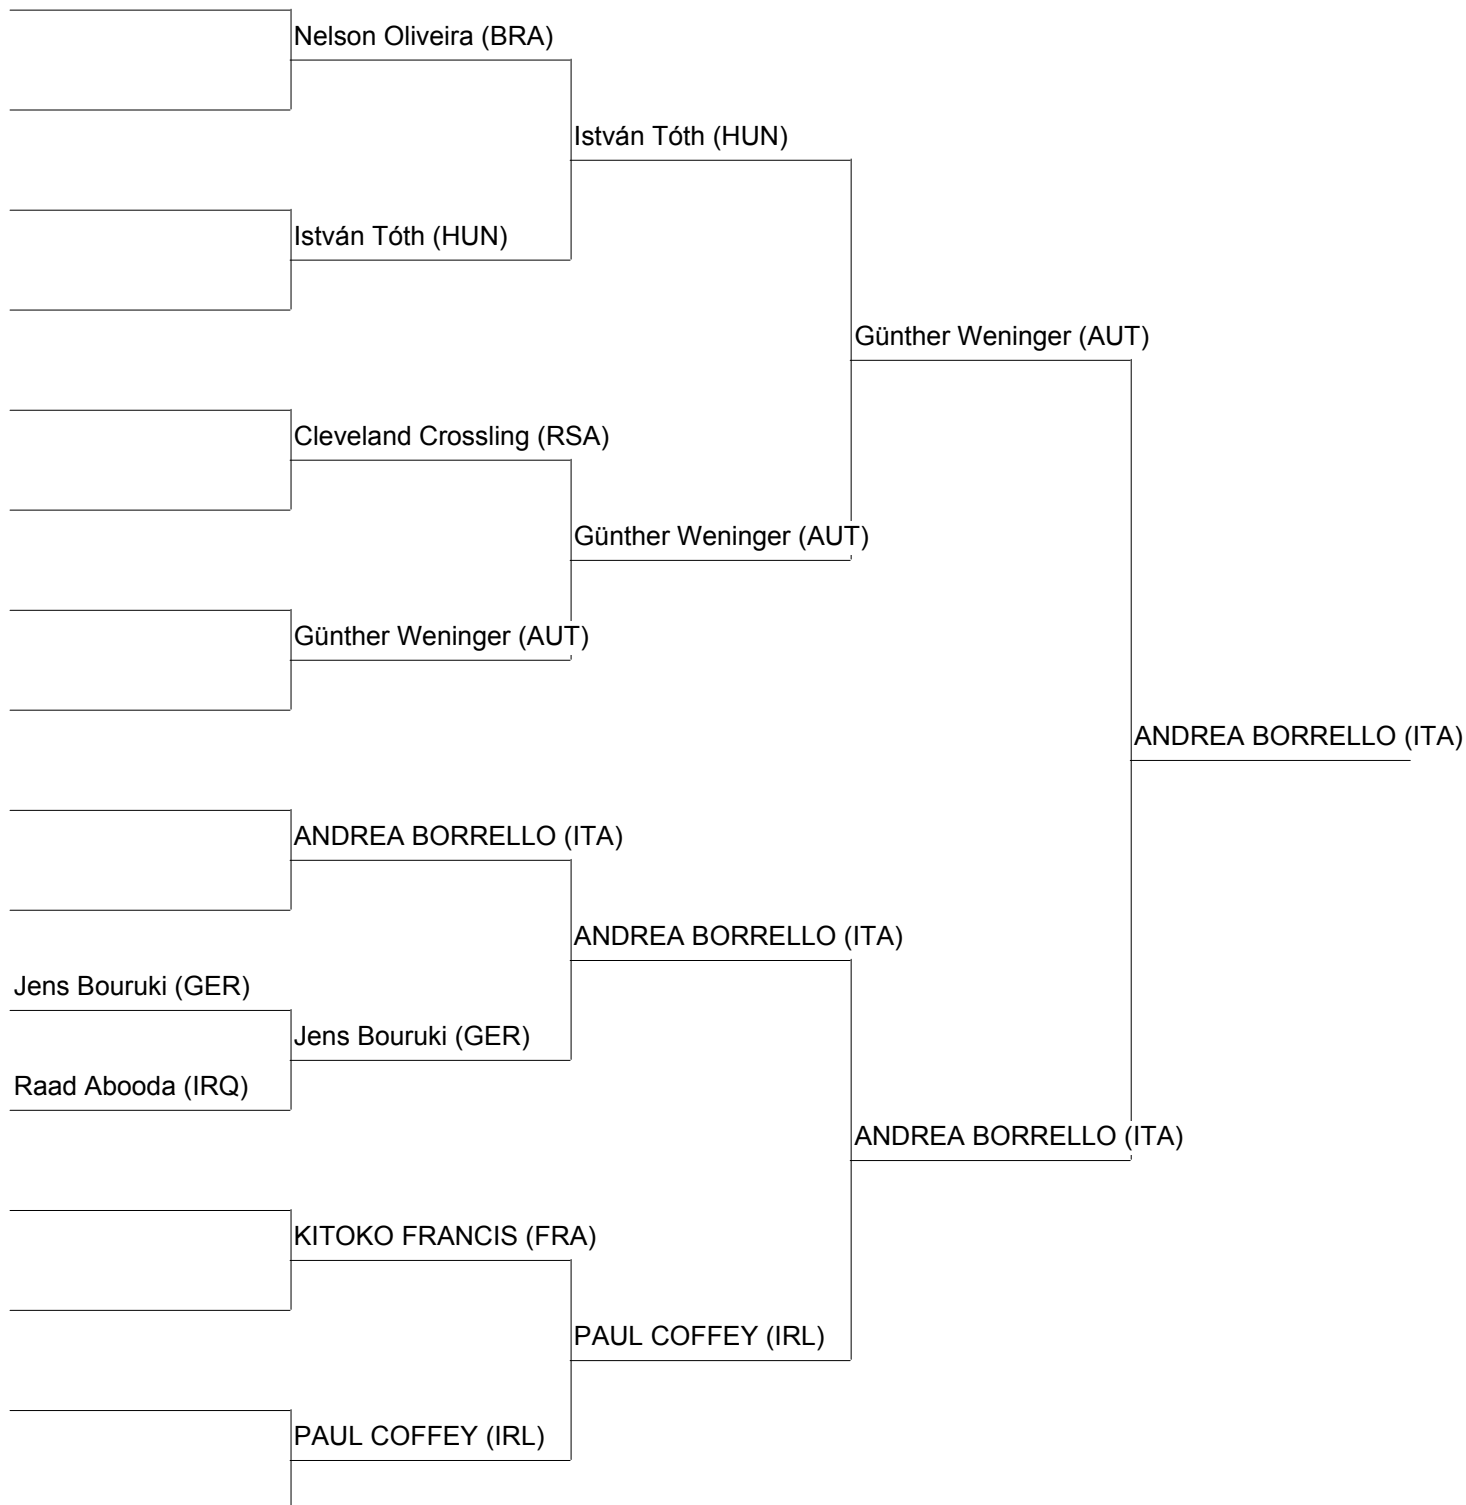 Nelson Oliveira (BRA)
István Tóth (HUN)
István Tóth (HUN)
Günther Weninger (AUT)
Cleveland Crossling (RSA)
Günther Weninger (AUT)
Günther Weninger (AUT)
ANDREA BORRELLO (ITA)
ANDREA BORRELLO (ITA)
ANDREA BORRELLO (ITA)
Jens Bouruki (GER)
Jens Bouruki (GER)
Raad Abooda (IRQ)
ANDREA BORRELLO (ITA)
KITOKO FRANCIS (FRA)
PAUL COFFEY (IRL)
PAUL COFFEY (IRL)